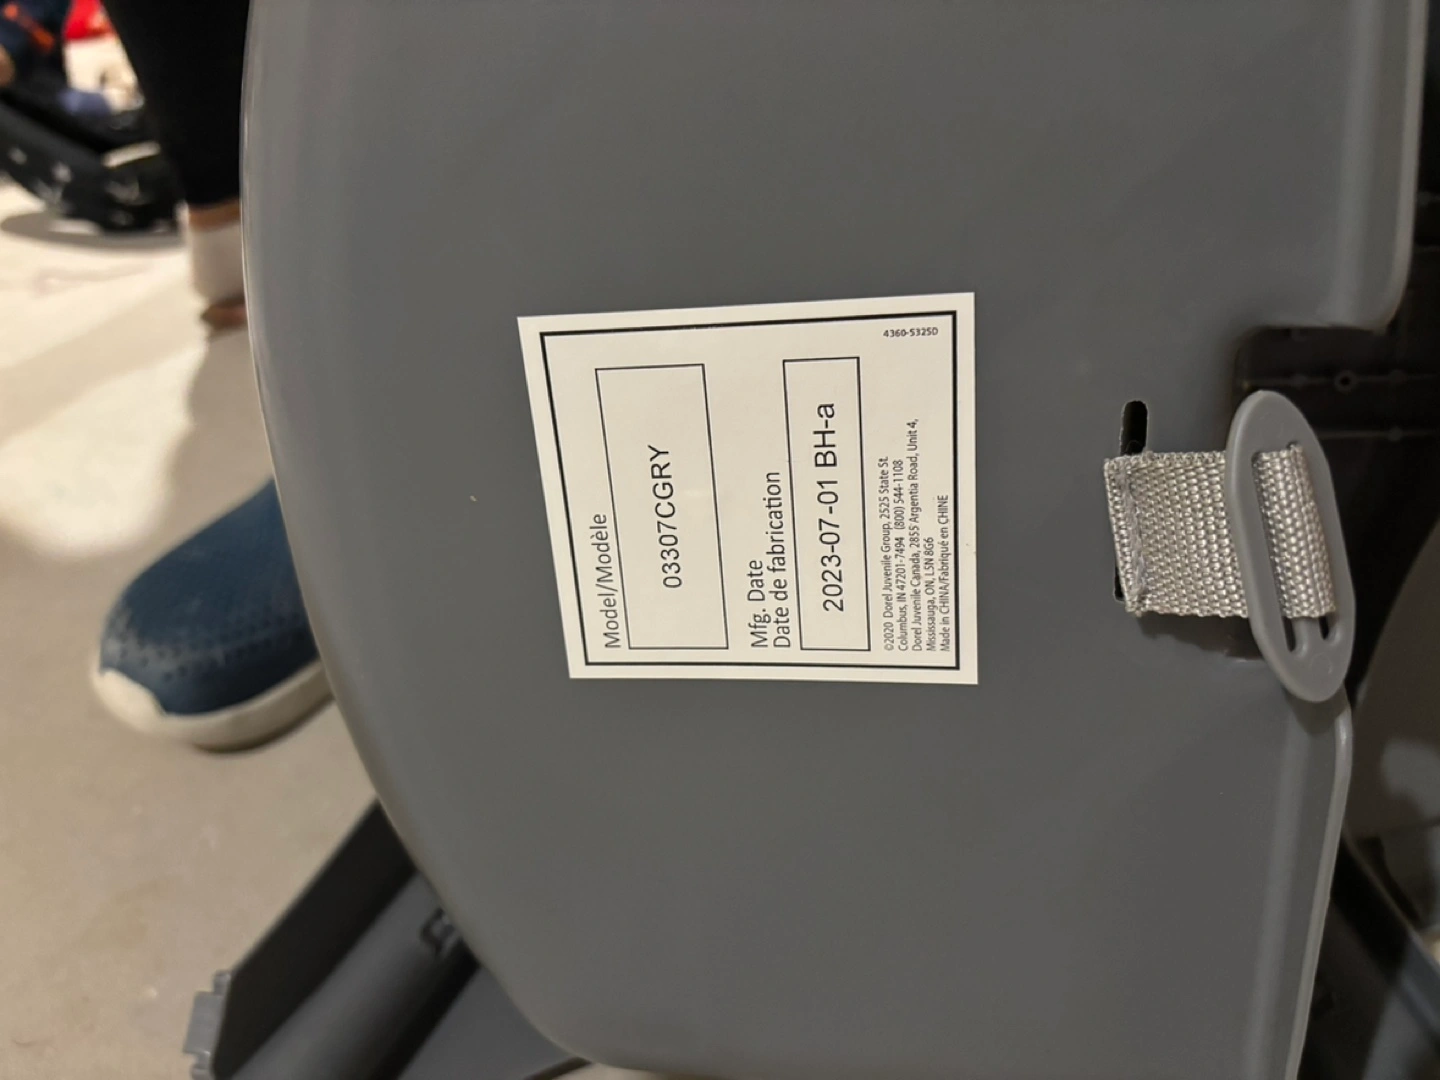 Model/Modèle
03307CGRY
Mfg. Date
Date de fabrication
2023-07-01 BH-a
©2020 Dorel Juvenile Group, 2525 State St.
Columbus, IN 47201-7494 (800) 544-1108
Dorel Juvenile Canada, 2855 Argentia Road, Unit 4,
Mississauga, ON, L5N 8G6
Made in CHINA/Fabriqué en CHINE
4360-5325D